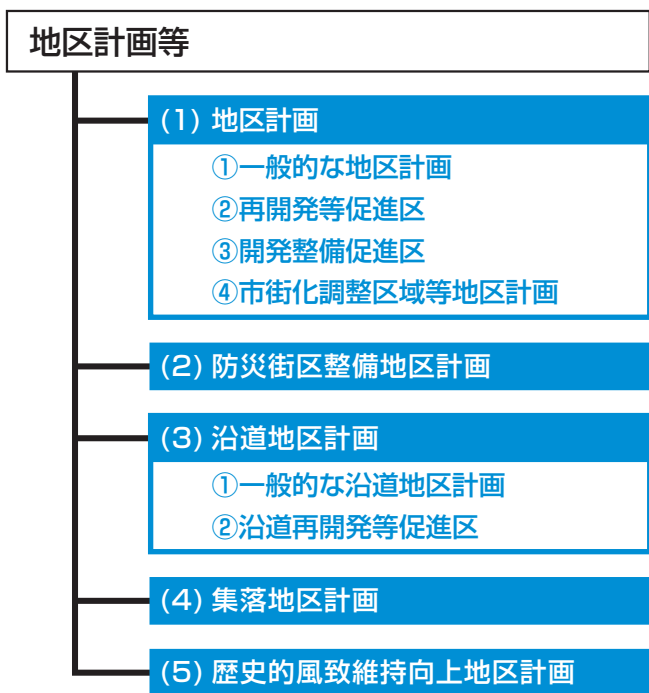 地区計画等
(1) 地区計画
①一般的な地区計画
②再開発等促進区
③開発整備促進区
④市街化調整区域等地区計画
(2) 防災街区整備地区計画
(3) 沿道地区計画
①一般的な沿道地区計画
②沿道再開発等促進区
(4) 集落地区計画
(5) 歴史的風致維持向上地区計画